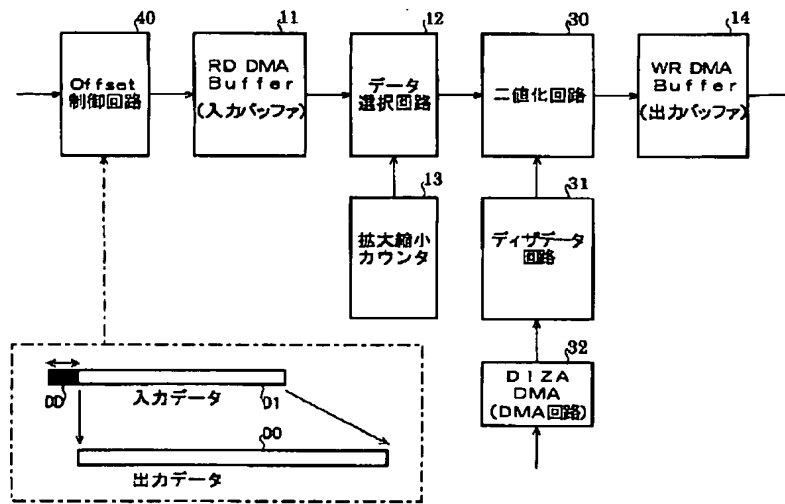 40
11
12
30
14
Offset
制御回路
RD DMA
Buffer
(入力バッファ)
データ
選択回路
二値化回路
WR DMA
Buffer
(出力バッファ)
13
31
拡大縮小
カウンタ
ディザデータ
回路
32
DIZA
DMA
(DMA回路)
DD
入力データ
D1
DO
出力データ